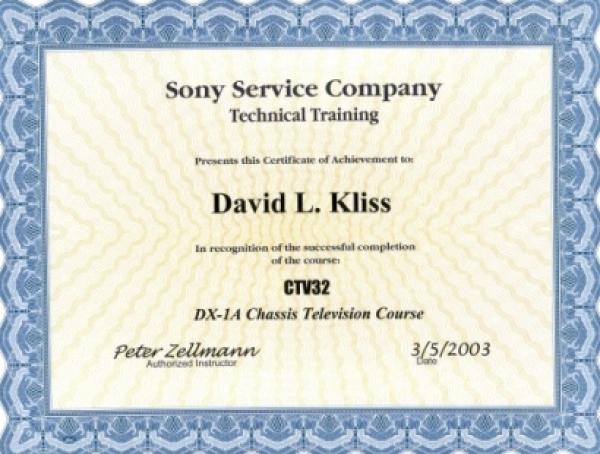 Sony Service Company
Technical Training
Presents this Certificate of Achievement to:
David L. Kliss
In recognition of the successful completion
of the course:
CTV32
DX-1A Chassis Television Course
Peter Zellmann 3/5/2003
Authorized Instructor Date